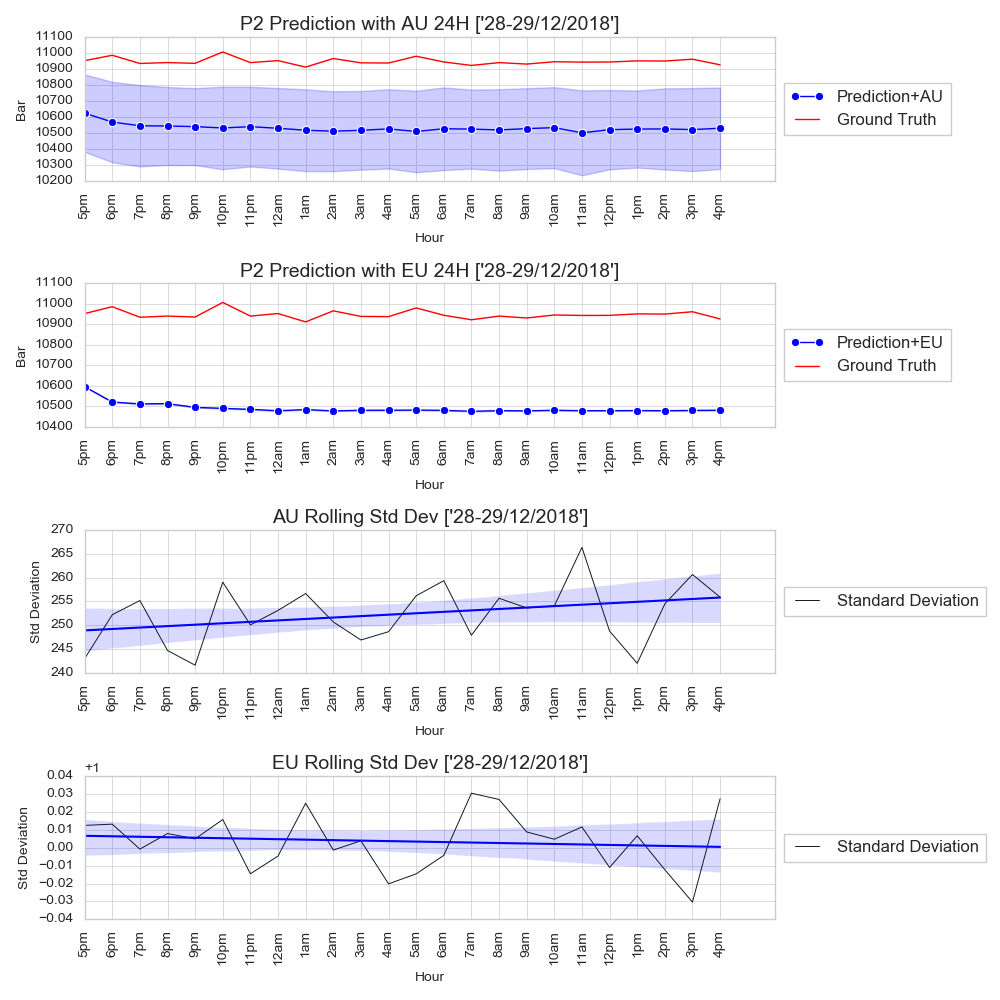 P2 Prediction with AU 24H ['28-29/12/2018']
11100
11000
10900
10800
10700
10600
10500
10400
10300
10200
Bar
5pm 6pm 7pm 8pm 9pm 10pm 11pm 12am 1am 2am 3am 4am 5am 6am 7am 8am 9am 10am 11am 12pm 1pm 2pm 3pm 4pm
Hour
Prediction+AU
Ground Truth
P2 Prediction with EU 24H ['28-29/12/2018']
11100
11000
10900
10800
10700
10600
10500
10400
Bar
5pm 6pm 7pm 8pm 9pm 10pm 11pm 12am 1am 2am 3am 4am 5am 6am 7am 8am 9am 10am 11am 12pm 1pm 2pm 3pm 4pm
Hour
Prediction+EU
Ground Truth
AU Rolling Std Dev ['28-29/12/2018']
270
265
260
255
250
245
240
Std Deviation
5pm 6pm 7pm 8pm 9pm 10pm 11pm 12am 1am 2am 3am 4am 5am 6am 7am 8am 9am 10am 11am 12pm 1pm 2pm 3pm 4pm
Hour
Standard Deviation
EU Rolling Std Dev ['28-29/12/2018']
+1
0.04
0.03
0.02
0.01
0.00
−0.01
−0.02
−0.03
−0.04
Std Deviation
5pm 6pm 7pm 8pm 9pm 10pm 11pm 12am 1am 2am 3am 4am 5am 6am 7am 8am 9am 10am 11am 12pm 1pm 2pm 3pm 4pm
Hour
Standard Deviation